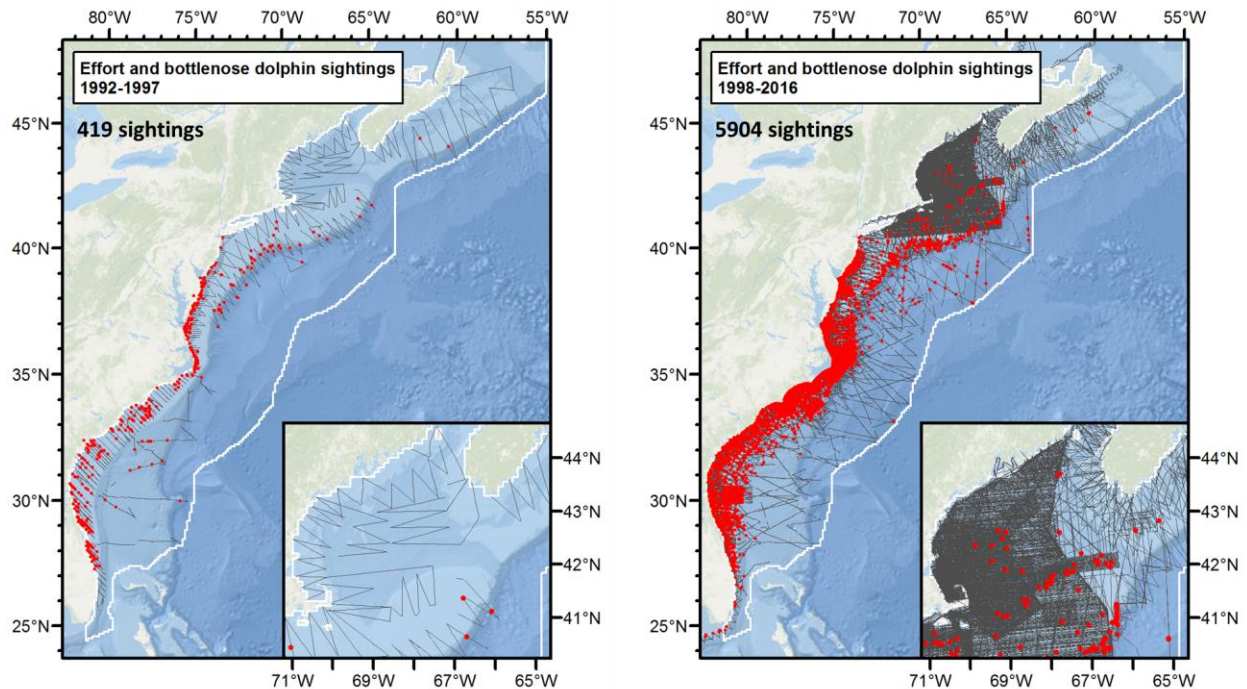 80°W 75°W 70°W 65°W 60°W 55°W
Effort and bottlenose dolphin sightings
1992-1997
419 sightings
45°N
40°N
35°N
30°N
25°N
44°N
43°N
42°N
41°N
71°W 69°W 67°W 65°W
80°W 75°W 70°W 65°W 60°W 55°W
Effort and bottlenose dolphin sightings
1998-2016
5904 sightings
45°N
40°N
35°N
30°N
25°N
44°N
43°N
42°N
41°N
71°W 69°W 67°W 65°W